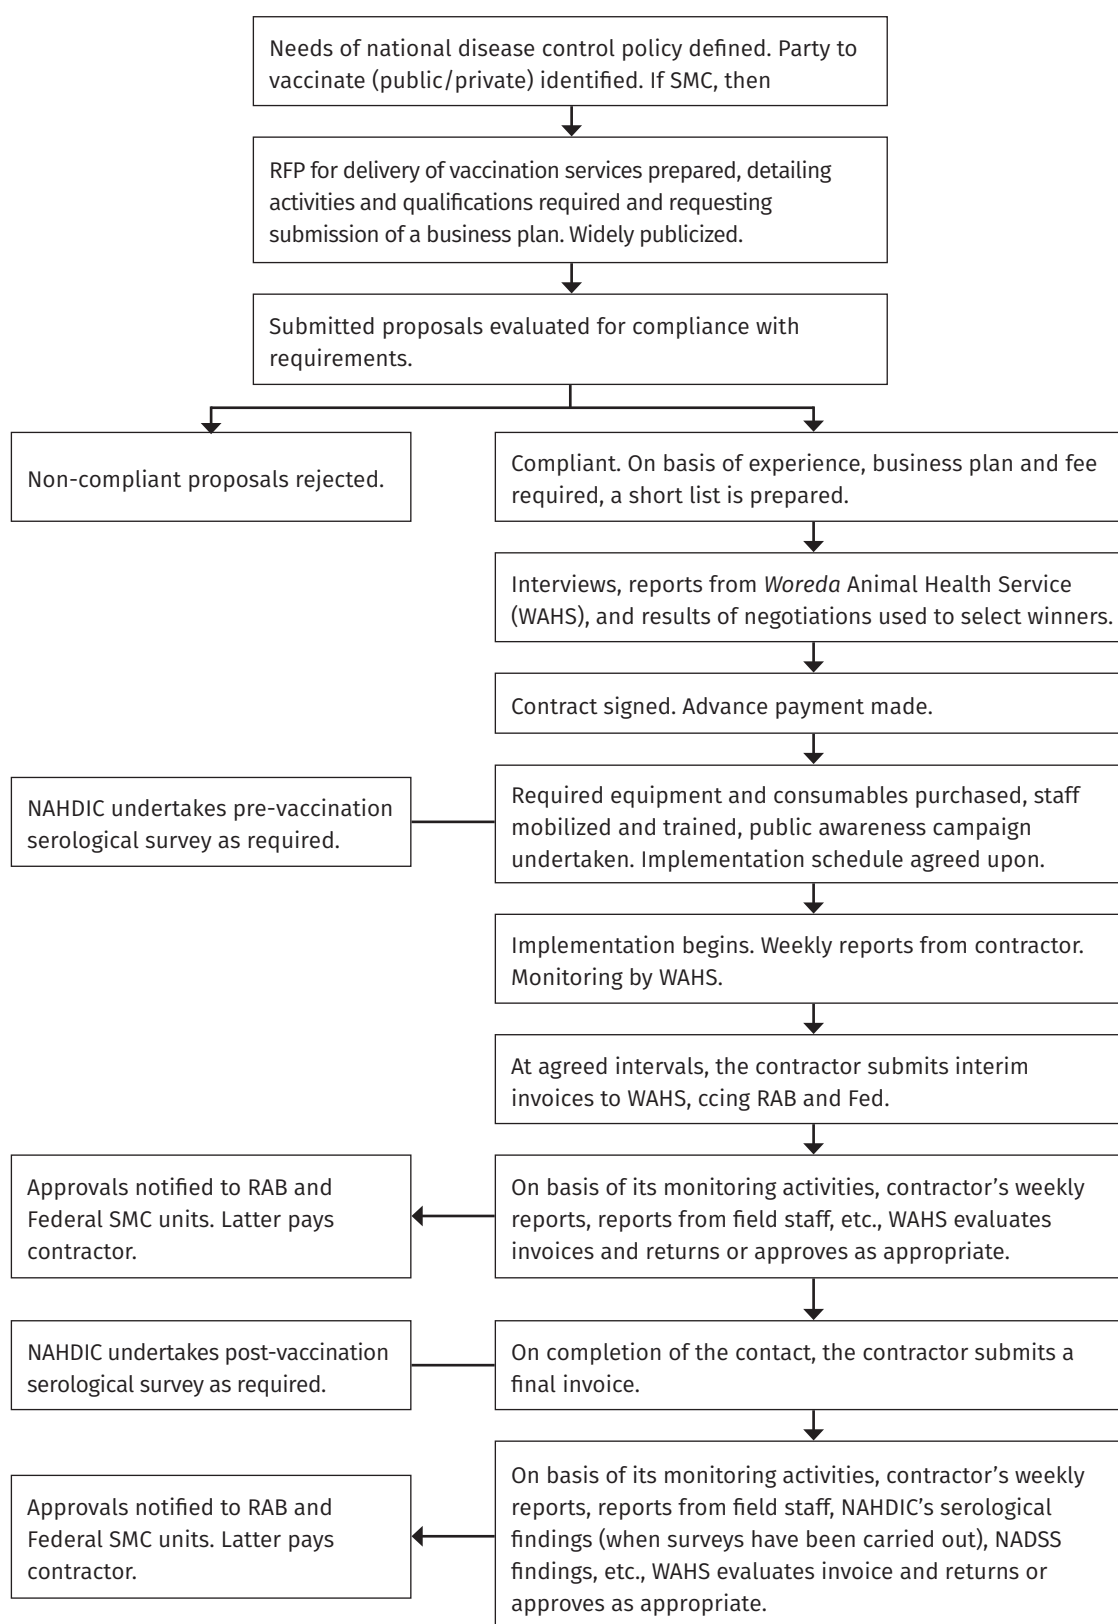 Needs of national disease control policy defined. Party to
vaccinate (public/private) identified. If SMC, then
RFP for delivery of vaccination services prepared, detailing
activities and qualifications required and requesting
submission of a business plan. Widely publicized.
Submitted proposals evaluated for compliance with
requirements.
Non-compliant proposals rejected.
Compliant. On basis of experience, business plan and fee
required, a short list is prepared.
Interviews, reports from Woreda Animal Health Service
(WAHS), and results of negotiations used to select winners.
Contract signed. Advance payment made.
NAHDIC undertakes pre-vaccination
serological survey as required.
Required equipment and consumables purchased, staff
mobilized and trained, public awareness campaign
undertaken. Implementation schedule agreed upon.
Implementation begins. Weekly reports from contractor.
Monitoring by WAHS.
At agreed intervals, the contractor submits interim
invoices to WAHS, ccing RAB and Fed.
Approvals notified to RAB and
Federal SMC units. Latter pays
contractor.
On basis of its monitoring activities, contractor's weekly
reports, reports from field staff, etc., WAHS evaluates
invoices and returns or approves as appropriate.
NAHDIC undertakes post-vaccination
serological survey as required.
On completion of the contact, the contractor submits a
final invoice.
Approvals notified to RAB and
Federal SMC units. Latter pays
contractor.
On basis of its monitoring activities, contractor's weekly
reports, reports from field staff, NAHDIC's serological
findings (when surveys have been carried out), NADSS
findings, etc., WAHS evaluates invoice and returns or
approves as appropriate.